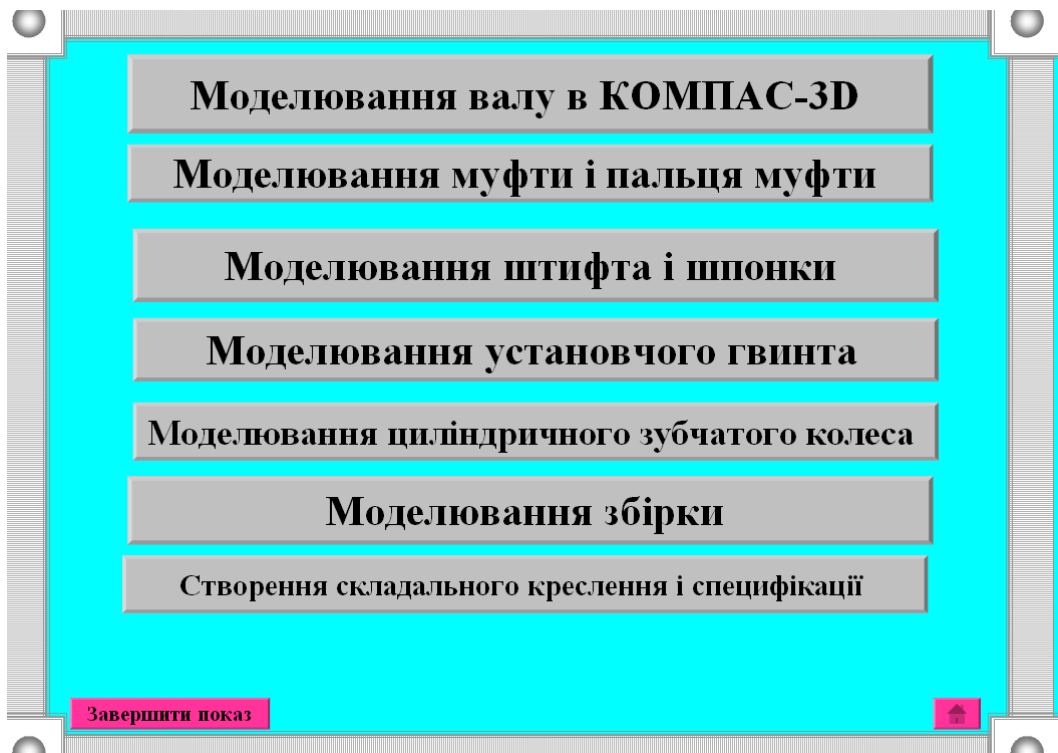 Моделювання валу в КОМПАС-3D
Моделювання муфти і пальця муфти
Моделювання штифта і шпонки
Моделювання установчого гвинта
Моделювання циліндричного зубчатого колеса
Моделювання збірки
Створення складального креслення і специфікації
Завершити показ